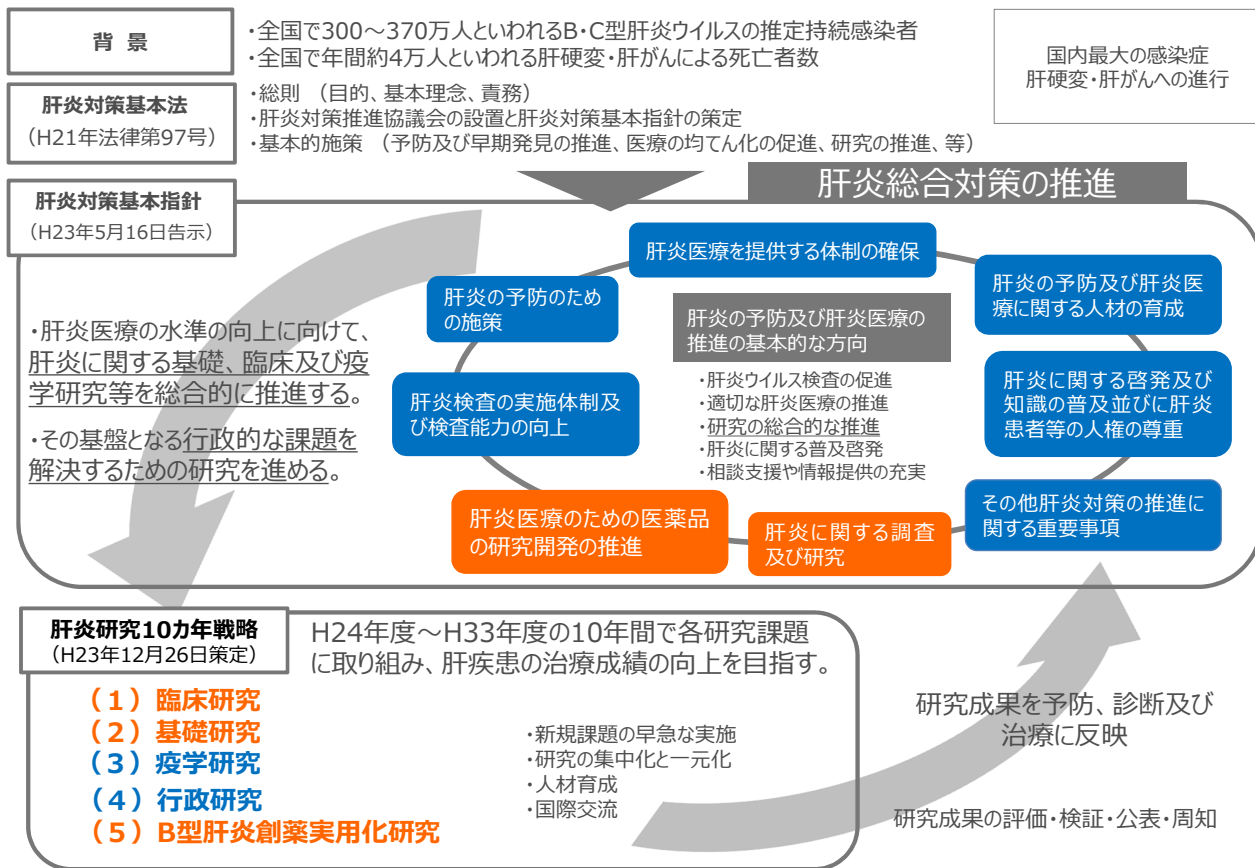 背 景
・全国で300～370万人といわれるB・C型肝炎ウイルスの推定持続感染者
・全国で年間約4万人といわれる肝硬変・肝がんによる死亡者数
国内最大の感染症
肝硬変・肝がんへの進行
肝炎対策基本法
(H21年法律第97号)
・総則 (目的、基本理念、責務)
・肝炎対策推進協議会の設置と肝炎対策基本指針の策定
・基本的施策 (予防及び早期発見の推進、医療の均てん化の促進、研究の推進、等)
肝炎総合対策の推進
肝炎対策基本指針
(H23年5月16日告示)
・肝炎医療の水準の向上に向けて、
肝炎に関する基礎、臨床及び疫
学研究等を総合的に推進する。
・その基盤となる行政的な課題を
解決するための研究を進める。
肝炎医療を提供する体制の確保
肝炎の予防のため
の施策
肝炎の予防及び肝炎医
療に関する人材の育成
肝炎の予防及び肝炎医療の
推進の基本的な方向
・肝炎ウイルス検査の促進
・適切な肝炎医療の推進
・研究の総合的な推進
・肝炎に関する普及啓発
・相談支援や情報提供の充実
肝炎検査の実施体制及
び検査能力の向上
肝炎に関する啓発及び
知識の普及並びに肝炎
患者等の人権の尊重
肝炎医療のための医薬品
の研究開発の推進
肝炎に関する調査
及び研究
その他肝炎対策の推進に
関する重要事項
肝炎研究10カ年戦略
(H23年12月26日策定)
H24年度～H33年度の10年間で各研究課題
に取り組み、肝疾患の治療成績の向上を目指す。
(1)臨床研究
(2)基礎研究
(3)疫学研究
(4)行政研究
(5)B型肝炎創薬実用化研究
・新規課題の早急な実施
・研究の集中化と一元化
・人材育成
・国際交流
研究成果を予防、診断及び
治療に反映
研究成果の評価・検証・公表・周知